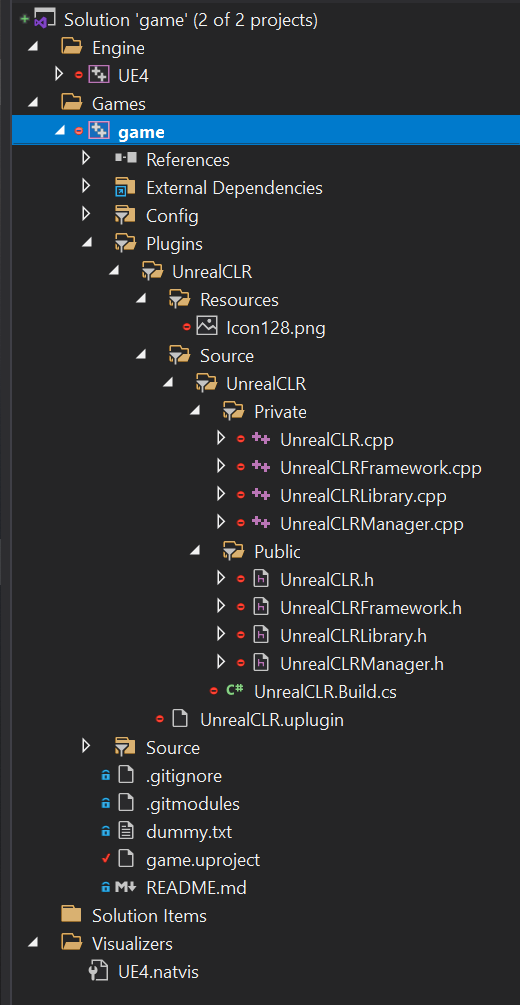 Solution 'game' (2 of 2 projects)
Engine
UE4
Games
game
References
External Dependencies
Config
Plugins
UnrealCLR
Resources
Icon128.png
Source
UnrealCLR
Private
UnrealCLR.cpp
UnrealCLRFramework.cpp
UnrealCLRLibrary.cpp
UnrealCLRManager.cpp
Public
UnrealCLR.h
UnrealCLRFramework.h
UnrealCLRLibrary.h
UnrealCLRManager.h
C# UnrealCLR.Build.cs
UnrealCLR.uplugin
Source
.gitignore
.gitmodules
dummy.txt
game.uproject
README.md
Solution Items
Visualizers
UE4.natvis